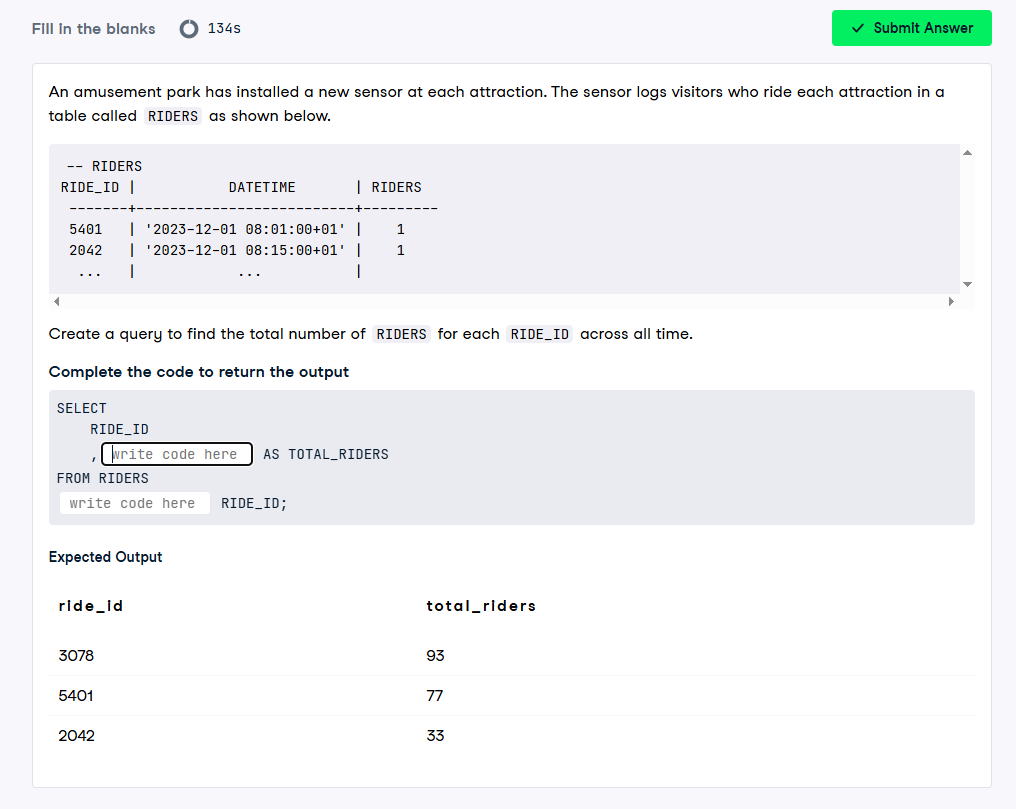 Fill in the blanks
134s
Submit Answer
An amusement park has installed a new sensor at each attraction. The sensor logs visitors who ride each attraction in a
table called RIDERS as shown below.
-- RIDERS
RIDE_ID | DATETIME | RIDERS
-------+--------------------------+---------
5401 | '2023-12-01 08:01:00+01' | 1
2042 | '2023-12-01 08:15:00+01' | 1
... | ... |
Create a query to find the total number of RIDERS for each RIDE_ID across all time.
Complete the code to return the output
SELECT
RIDE_ID
, write code here AS TOTAL_RIDERS
FROM RIDERS
write code here RIDE_ID;
Expected Output
ride_id total_riders
3078 93
5401 77
2042 33